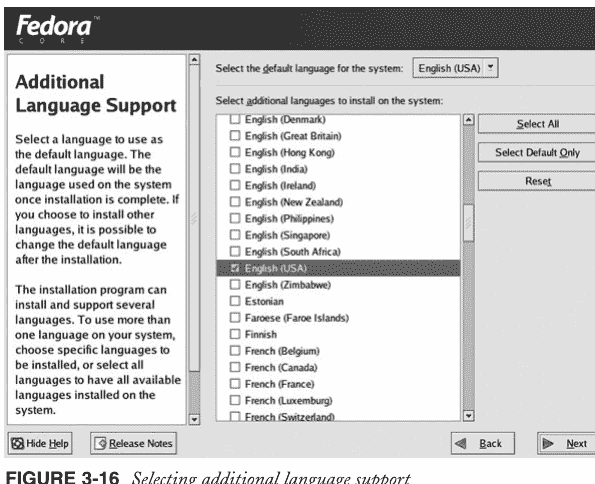 Fedora™
CORE
Additional
Language Support
Select a language to use as
the default language. The
default language will be the
language used on the system
once installation is complete. If
you choose to install other
languages, it is possible to
change the default language
after the installation.
The installation program can
install and support several
languages. To use more than
one language on your system,
choose specific languages to
be installed, or select all
languages to have all available
languages installed on the
system.
Select the default language for the system: English (USA)
Select additional languages to install on the system:
English (Denmark)
English (Great Britain)
English (Hong Kong)
English (India)
English (Ireland)
English (New Zealand)
English (Philippines)
English (Singapore)
English (South Africa)
English (USA)
English (Zimbabwe)
Estonian
Faroese (Faroe Islands)
Finnish
French (Belgium)
French (Canada)
French (France)
French (Luxemburg)
French (Switzerland)
Select All
Select Default Only
Reset
Hide Help
Release Notes
Back
Next
FIGURE 3-16 Selecting additional language support